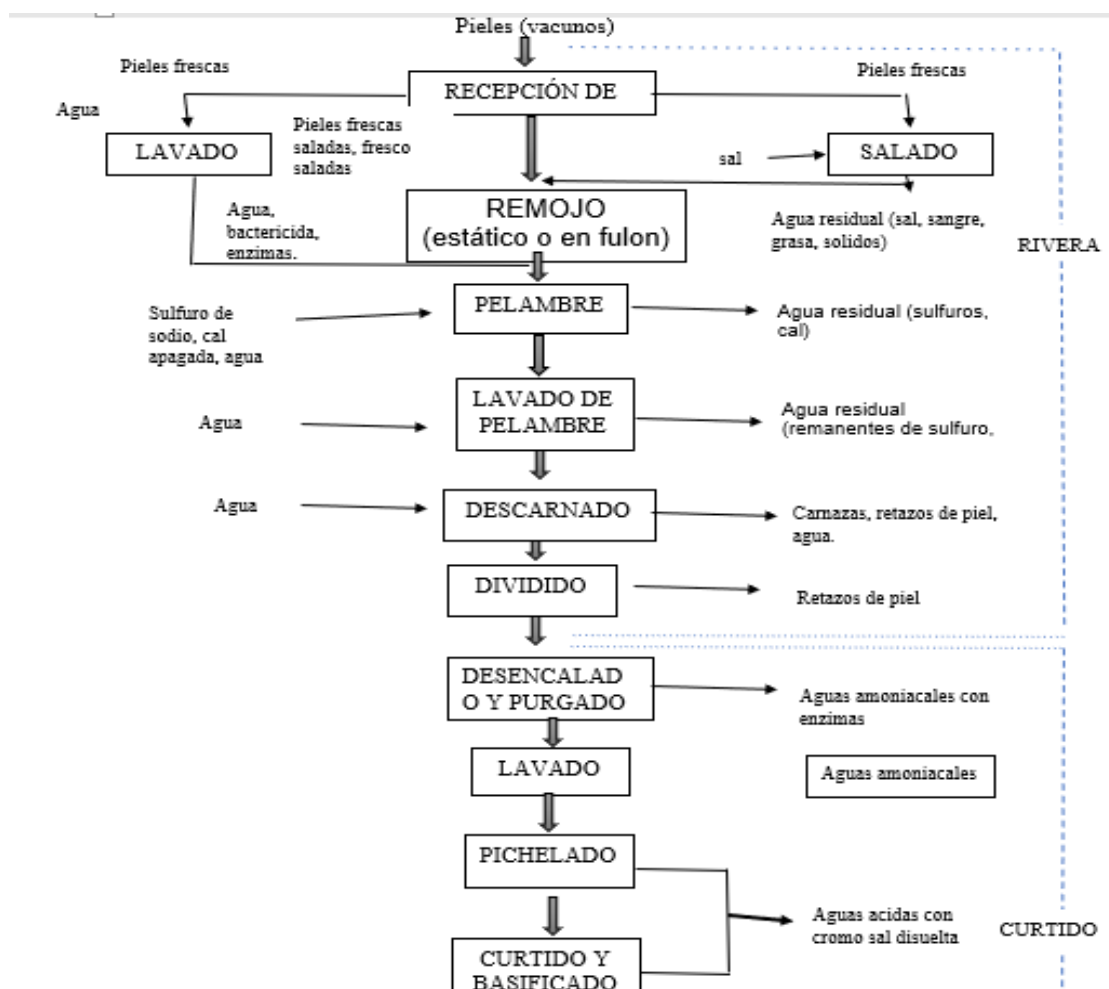 Pieles (vacunos)
Pieles frescas
Pieles frescas
RECEPCIÓN DE
Agua
LAVADO
Pieles frescas
saladas, fresco
saladas
sal
SALADO
Agua,
bactericida,
enzimas.
REMOJO
(estático o en fulon)
Agua residual (sal, sangre,
grasa, solidos)
RIVERA
Sulfuro de
sodio, cal
apagada, agua
PELAMBRE
Agua residual (sulfuros,
cal)
Agua
LAVADO DE
PELAMBRE
Agua residual
(remanentes de sulfuro,
Agua
DESCARNADO
Carnazas, retazos de piel,
agua.
DIVIDIDO
Retazos de piel
DESENCALAD
O Y PURGADO
Aguas amoniacales con
enzimas
LAVADO
Aguas amoniacales
PICHELADO
Aguas acidas con
cromo sal disuelta
CURTIDO
CURTIDO Y
BASIFICADO